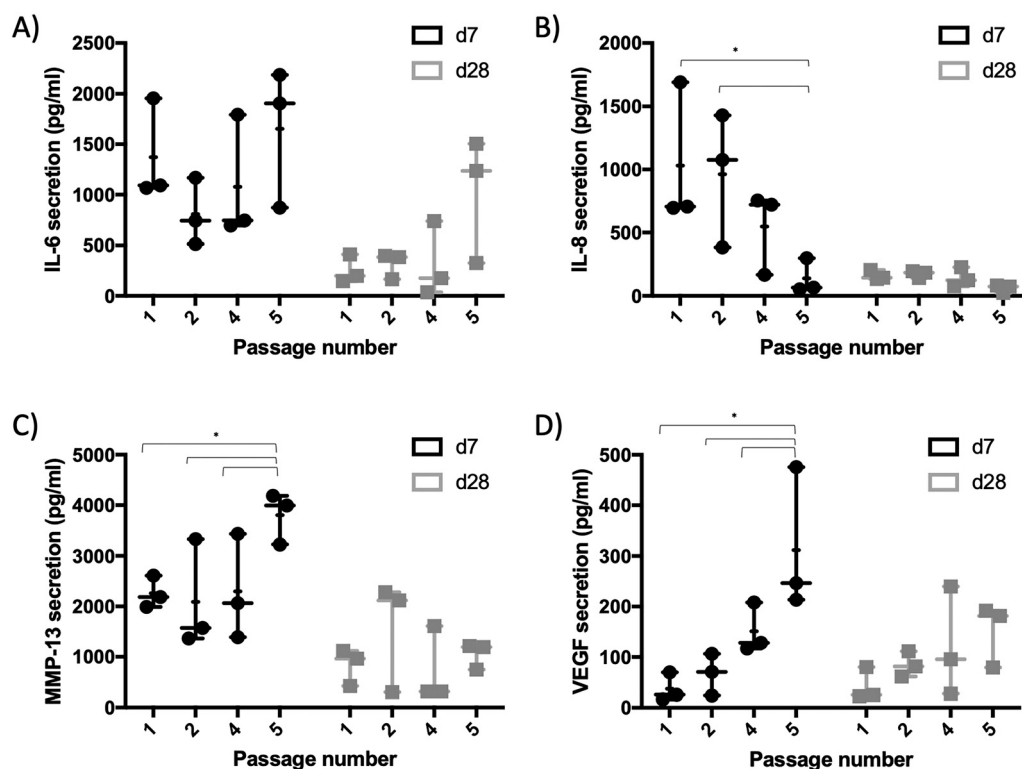 A)
IL-6 secretion (pg/ml)
2500
2000
1500
1000
500
0
d7
d28
1 2 4 5 1 2 4 5
Passage number
B)
IL-8 secretion (pg/ml)
2000
1500
1000
500
0
*
d7
d28
1 2 4 5 1 2 4 5
Passage number
C)
MMP-13 secretion (pg/ml)
5000
4000
3000
2000
1000
0
*
d7
d28
1 2 4 5 1 2 4 5
Passage number
D)
VEGF secretion (pg/ml)
500
400
300
200
100
0
*
d7
d28
1 2 4 5 1 2 4 5
Passage number